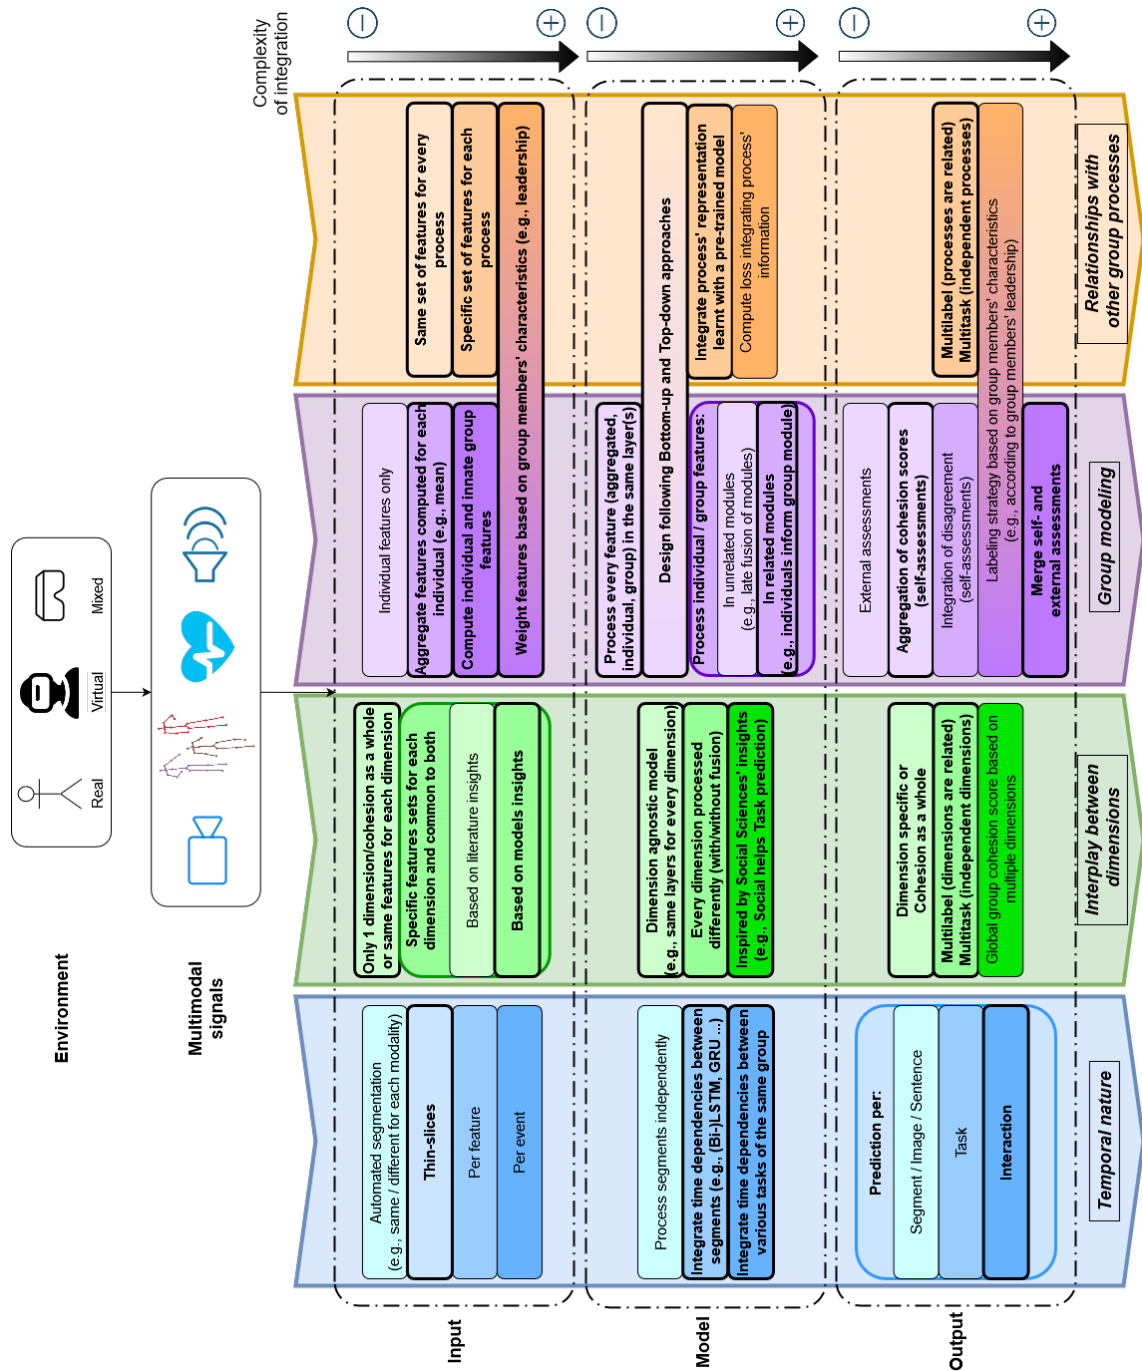 Environment
Real
Virtual
Mixed
Multimodal
signals
Complexity
of integration
Input
Automated segmentation
(e.g., same / different for each modality)
Thin-slices
Per feature
Per event
Only 1 dimension/cohesion as a whole
or same features for each dimension
Specific features sets for each
dimension and common to both
Based on literature insights
Based on models insights
Individual features only
Aggregate features computed for each
individual (e.g., mean)
Compute individual and innate group
features
Same set of features for every
process
Specific set of features for each
process
Weight features based on group members' characteristics (e.g., leadership)
Model
Process segments independently
Integrate time dependencies between
segments (e.g., (Bi-)LSTM, GRU ...)
Integrate time dependencies between
various tasks of the same group
Dimension agnostic model
(e.g., same layers for every dimension)
Every dimension processed
differently (with/without fusion)
Inspired by Social Sciences' insights
(e.g., Social helps Task prediction)
Process every feature (aggregated,
individual, group) in the same layer(s)
Design following Bottom-up and Top-down approaches
Process individual / group features:
In unrelated modules
(e.g., late fusion of modules)
In related modules
(e.g., individuals inform group module)
Integrate process' representation
learnt with a pre-trained model
Compute loss integrating process'
information
Output
Prediction per:
Segment / Image / Sentence
Task
Interaction
Dimension specific or
Cohesion as a whole
Multilabel (dimensions are related)
Multitask (independent dimensions)
Global group cohesion score based on
multiple dimensions
External assessments
Aggregation of cohesion scores
(self-assessments)
Integration of disagreement
(self-assessments)
Labeling strategy based on group members' characteristics
(e.g., according to group members' leadership)
Merge self- and
external assessments
Multilabel (processes are related)
Multitask (independent processes)
Temporal nature
Interplay between
dimensions
Group modeling
Relationships with
other group processes